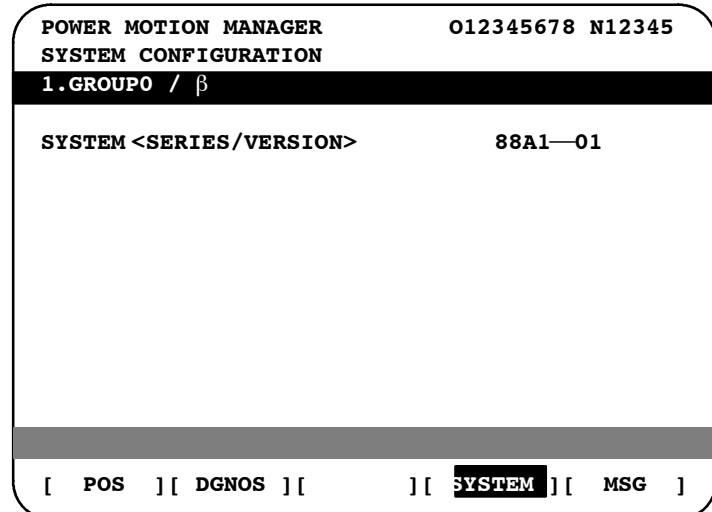 POWER MOTION MANAGER O12345678 N12345
SYSTEM CONFIGURATION
1.GROUP0 / β
SYSTEM <SERIES/VERSION> 88A1—01
[ POS ][ DGNOS ][ ][ SYSTEM ][ MSG ]